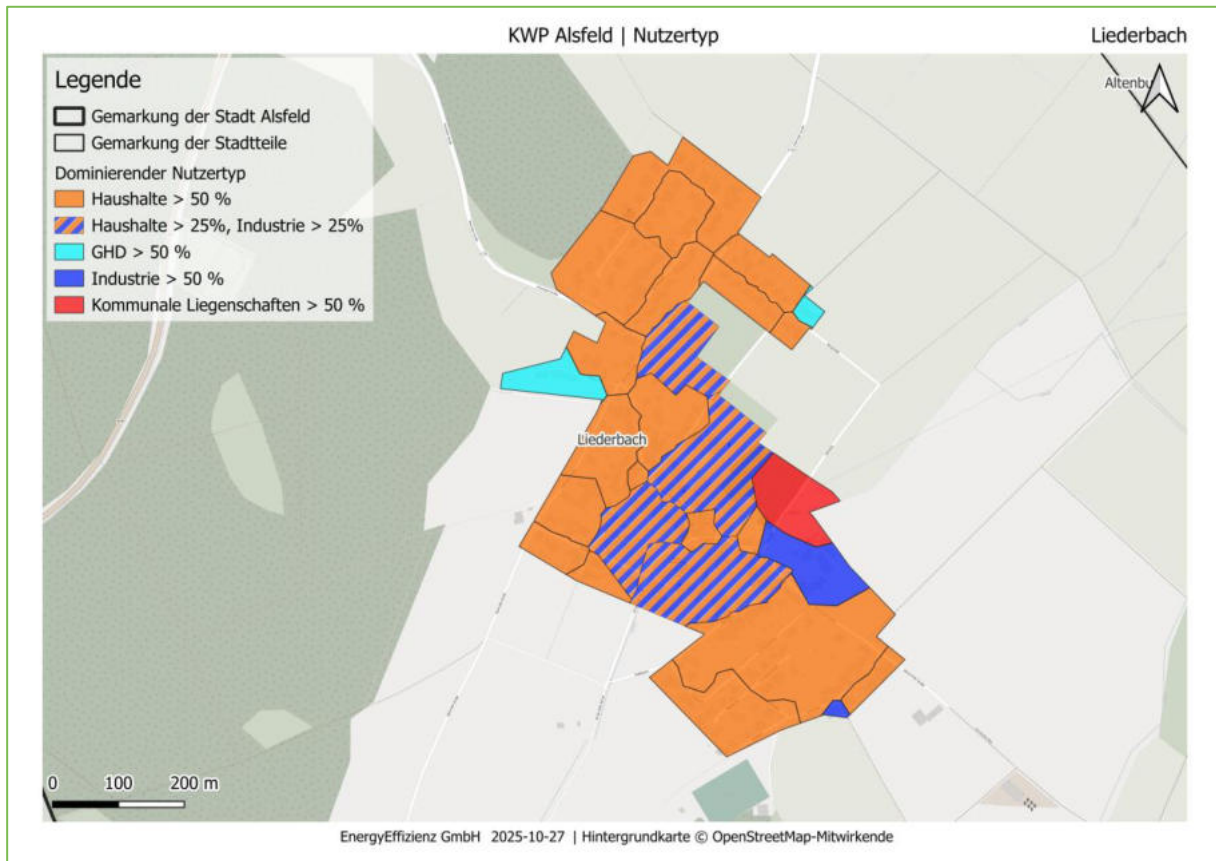 KWP Alsfeld | Nutzertyp
Liederbach
Altenbu
Legende
Gemarkung der Stadt Alsfeld
Gemarkung der Stadtteile
Dominierender Nutzertyp
Haushalte > 50 %
Haushalte > 25%, Industrie > 25%
GHD > 50 %
Industrie > 50 %
Kommunale Liegenschaften > 50 %
Liederbach
0 100 200 m
EnergyEffizienz GmbH 2025-10-27 | Hintergrundkarte © OpenStreetMap-Mitwirkende